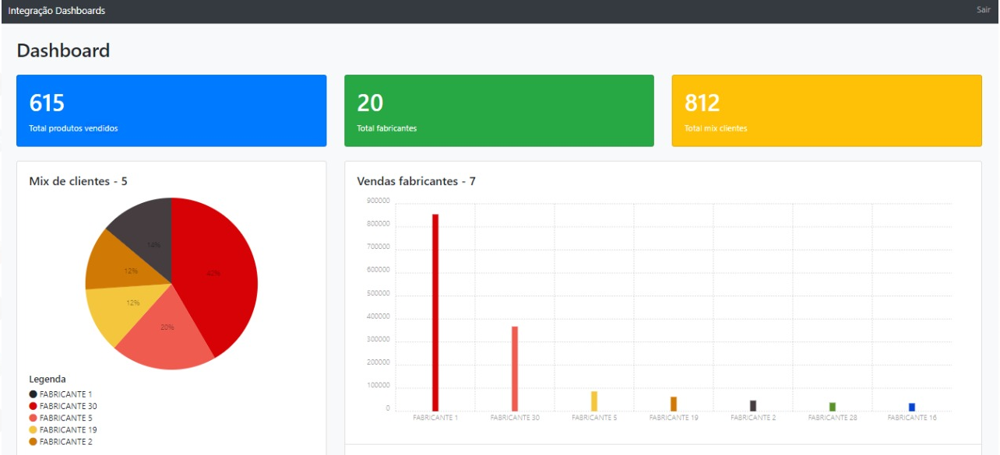 Integração Dashboards
Sair
Dashboard
615
Total produtos vendidos
20
Total fabricantes
812
Total mix clientes
Mix de clientes - 5
14%
42%
12%
12%
20%
Legenda
FABRICANTE 1
FABRICANTE 30
FABRICANTE 5
FABRICANTE 19
FABRICANTE 2
Vendas fabricantes - 7
900000
800000
700000
600000
500000
400000
300000
200000
100000
0
FABRICANTE 1 FABRICANTE 30 FABRICANTE 5 FABRICANTE 19 FABRICANTE 2 FABRICANTE 28 FABRICANTE 16